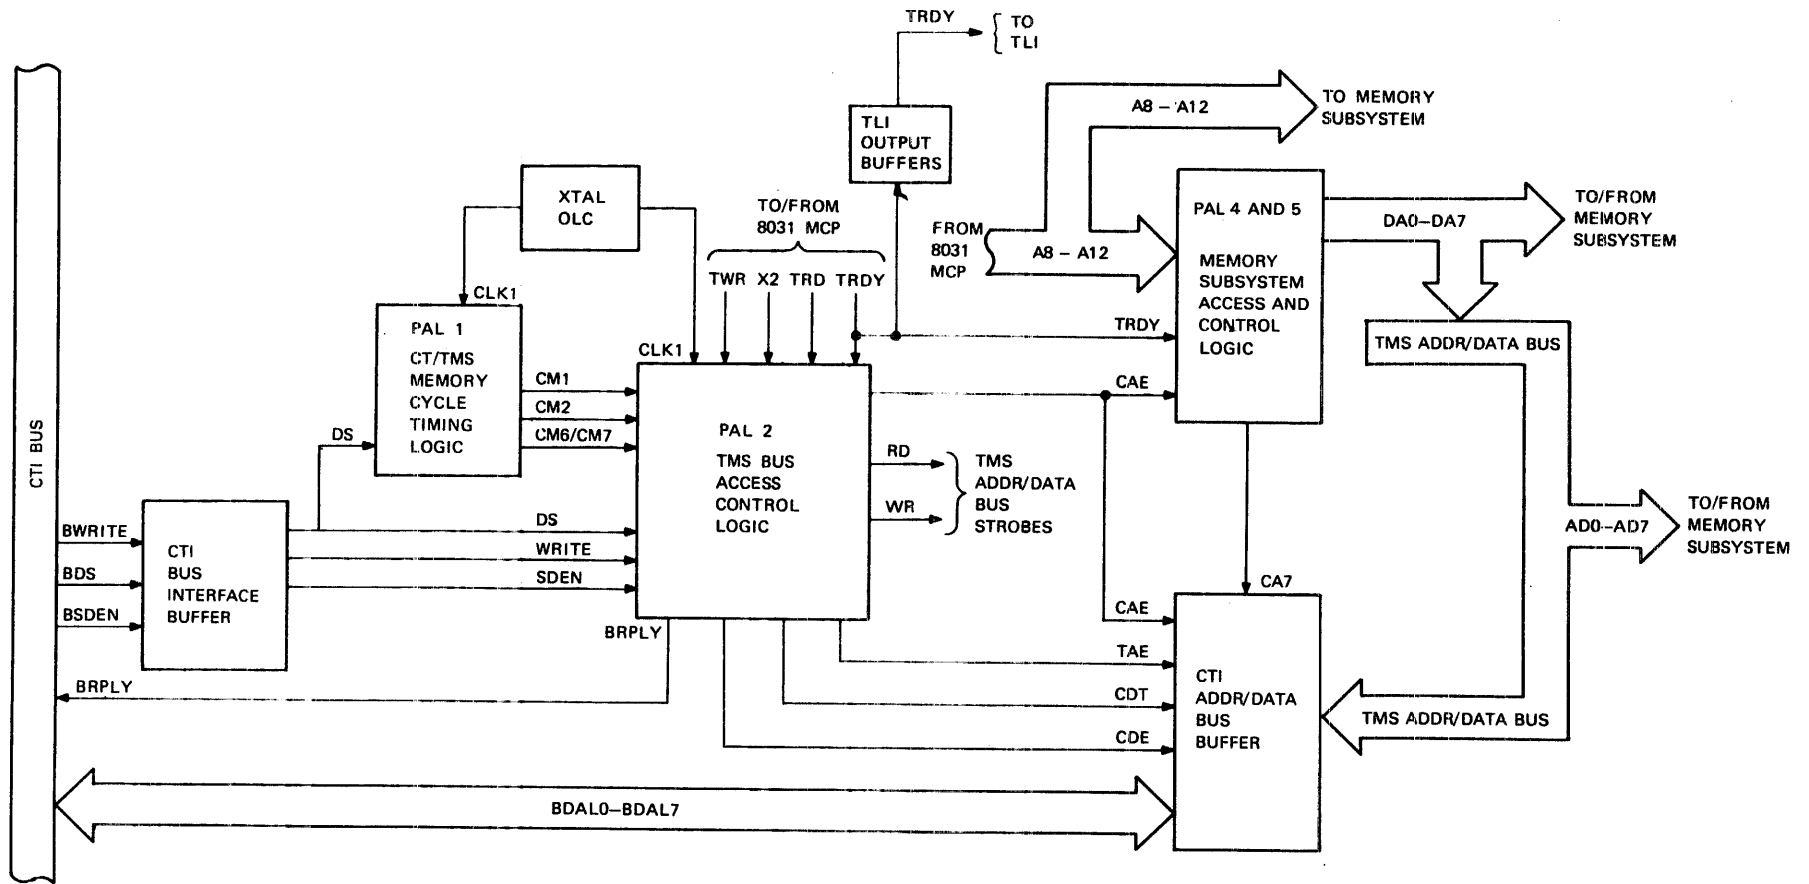 TRDY
TO
TLI
TLI
OUTPUT
BUFFERS
A8 – A12
TO MEMORY
SUBSYSTEM
XTAL
OLC
TO/FROM
8031 MCP
TWR X2 TRD TRDY
FROM
8031
MCP
A8 – A12
PAL 4 AND 5
MEMORY
SUBSYSTEM
ACCESS AND
CONTROL
LOGIC
DA0–DA7
TO/FROM
MEMORY
SUBSYSTEM
CLK1
PAL 1
CT/TMS
MEMORY
CYCLE
TIMING
LOGIC
CLK1
TRDY
TMS ADDR/DATA BUS
CM1
CM2
CM6/CM7
CAE
DS
PAL 2
TMS BUS
ACCESS
CONTROL
LOGIC
RD
WR
TMS
ADDR/DATA
BUS
STROBES
CTI BUS
BWRITE
BDS
BSDEN
CTI
BUS
INTERFACE
BUFFER
DS
WRITE
SDEN
AD0–AD7
TO/FROM
MEMORY
SUBSYSTEM
CA7
BRPLY
BRPLY
CAE
TAE
CDT
CDE
CTI
ADDR/DATA
BUS
BUFFER
TMS ADDR/DATA BUS
BDAL0–BDAL7